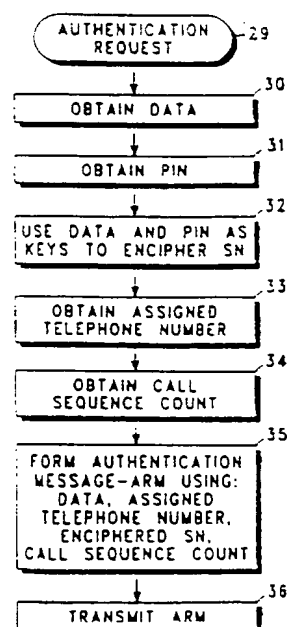 AUTHENTICATION
REQUEST
29
30
OBTAIN DATA
31
OBTAIN PIN
32
USE DATA AND PIN AS
KEYS TO ENCIPHER SN
33
OBTAIN ASSIGNED
TELEPHONE NUMBER
34
OBTAIN CALL
SEQUENCE COUNT
35
FORM AUTHENTICATION
MESSAGE-ARM USING:
DATA, ASSIGNED
TELEPHONE NUMBER,
ENCIPHERED SN,
CALL SEQUENCE COUNT
36
TRANSMIT ARM